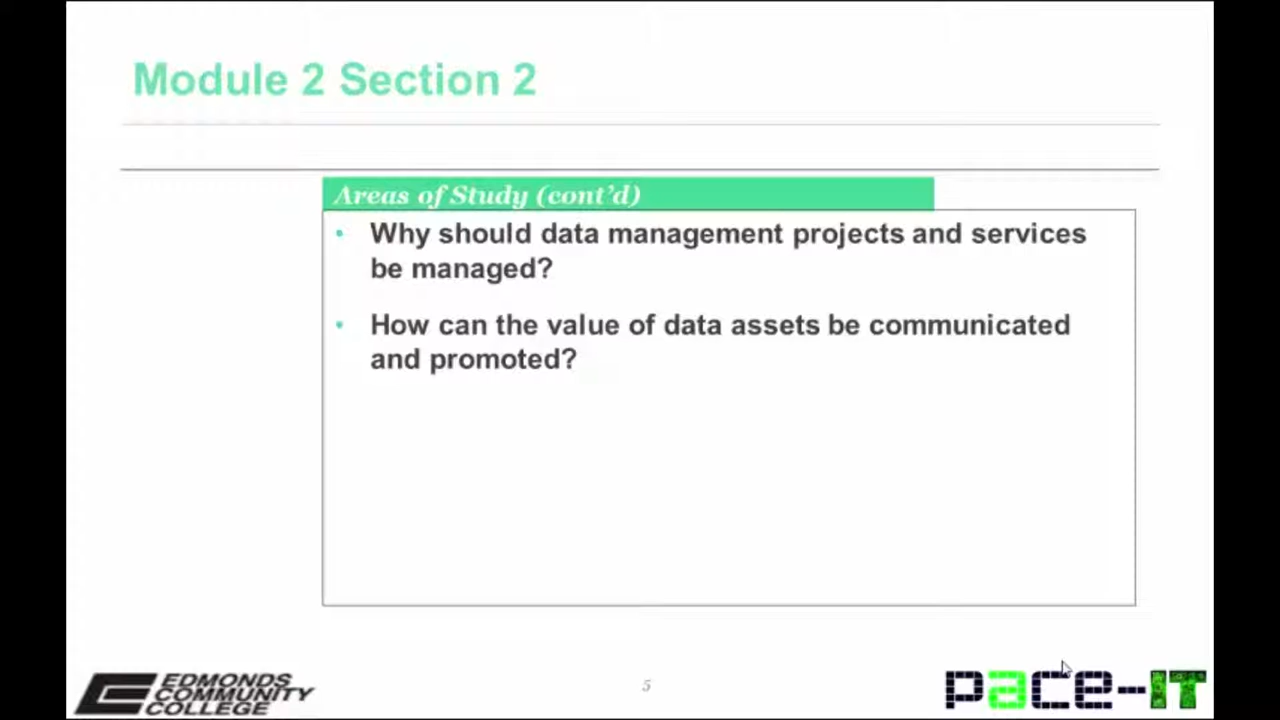 Module 2 Section 2
Areas of Study (cont'd)
• Why should data management projects and services
be managed?
• How can the value of data assets be communicated
and promoted?
EDMONDS
COMMUNITY
COLLEGE
5
pace-IT